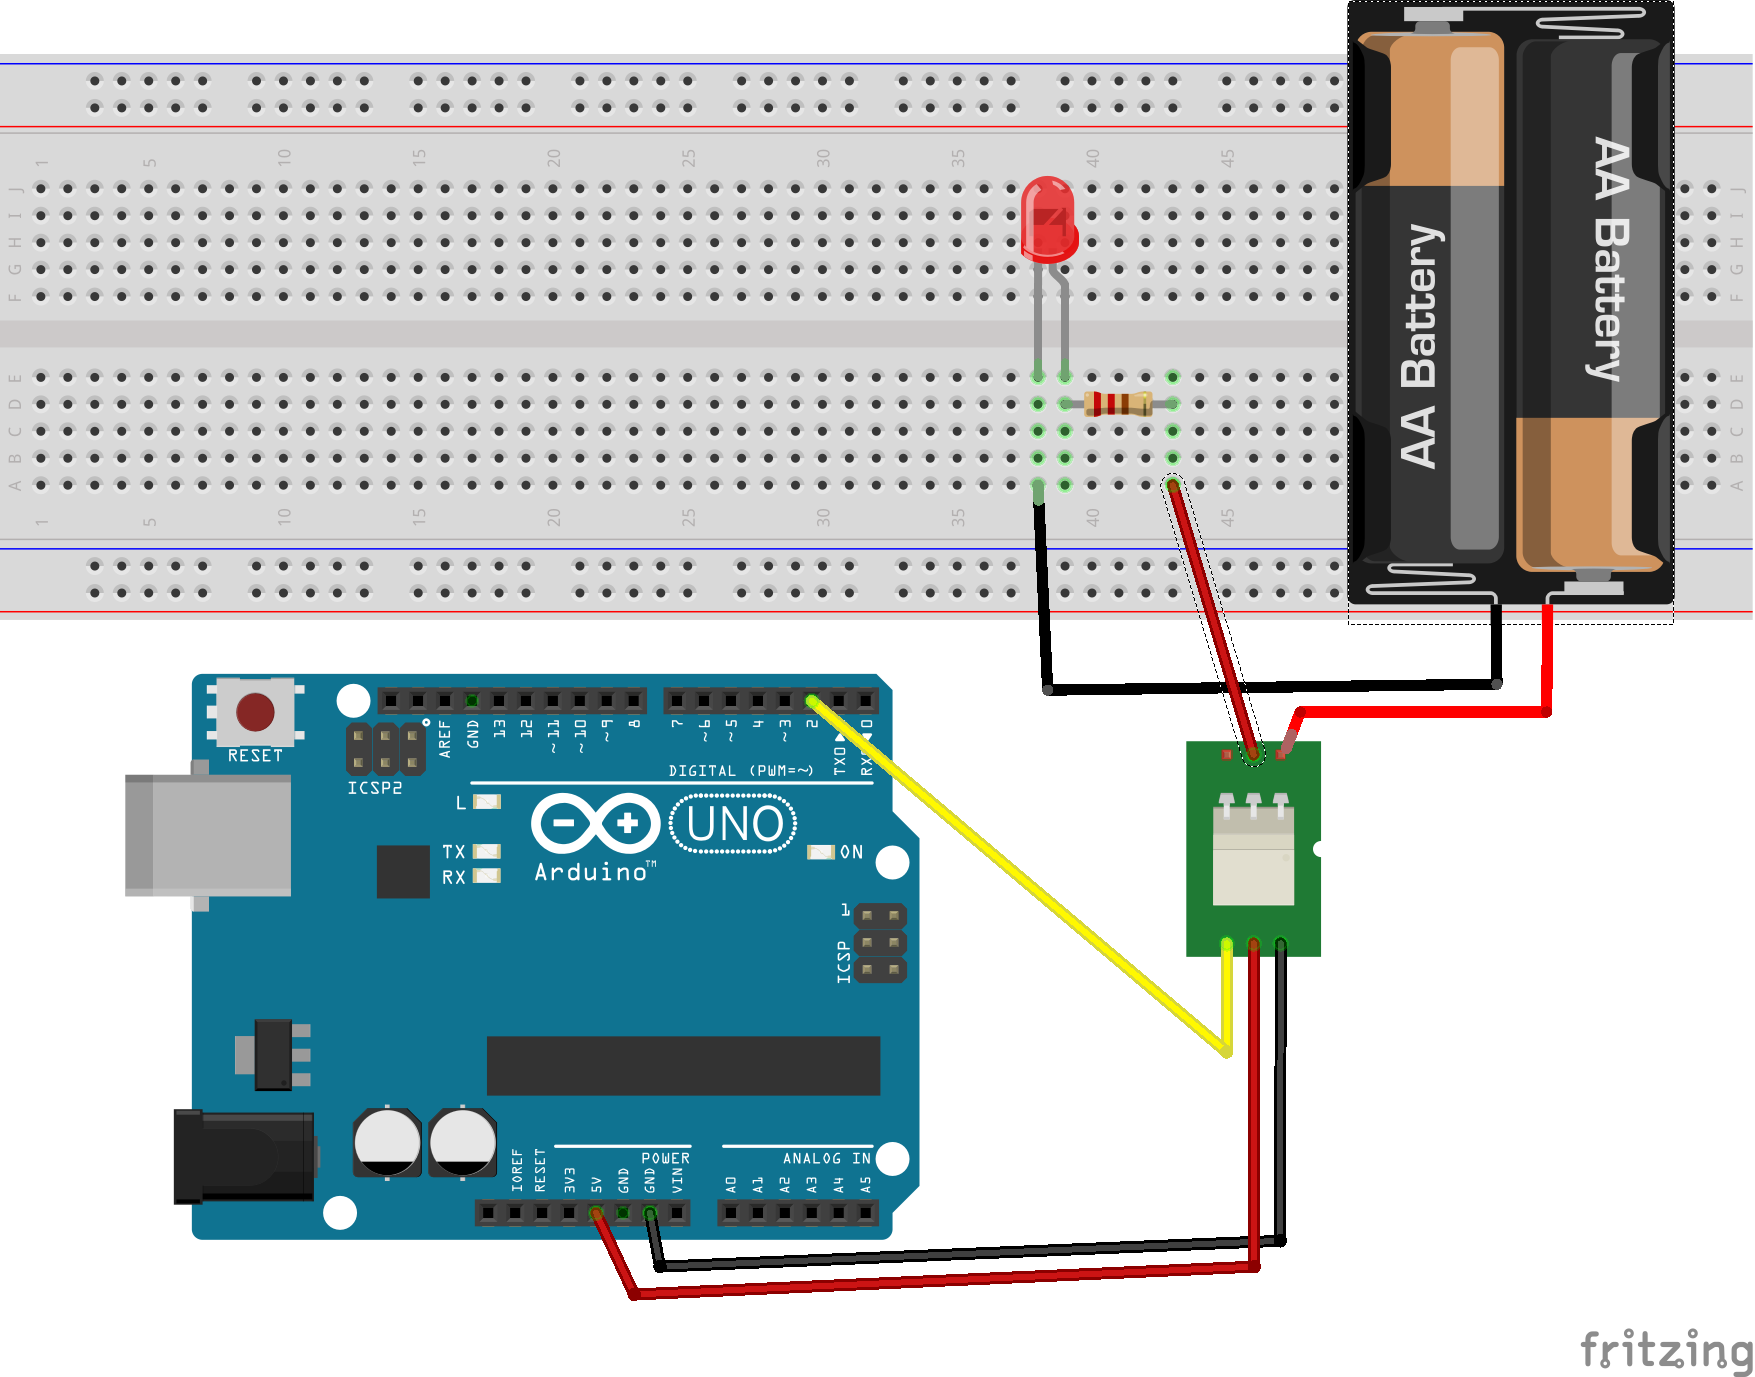 1 5 10 15 20 25 30 35 40 45
J J
I I
H H
G G
F F
E E
D D
C C
B B
A A
1 5 10 15 20 25 30 35 40 45
AA Battery
AA Battery
RESET
ICSP2
AREF
GND
13
12
~11
~10
~9
8
7
~6
~5
4
~3
2
TXO
RX 0
DIGITAL (PWM=~)
L
TX
RX
Arduino™
UNO
ON
1
ICSP
POWER
ANALOG IN
IOREF
RESET
3V3
5V
GND
GND
VIN
A0
A1
A2
A3
A4
A5
fritzing